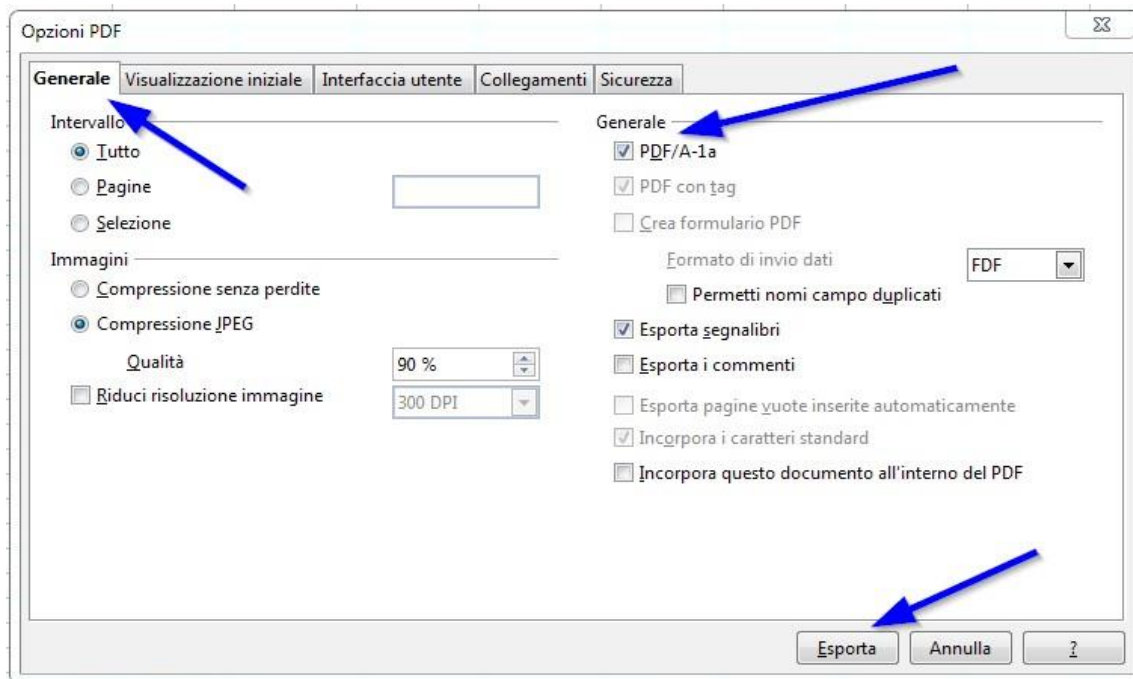 Opzioni PDF
Generale Visualizzazione iniziale Interfaccia utente Collegamenti Sicurezza
Intervallo
Tutto
Pagine
Selezione
Immagini
Compressione senza perdite
Compressione JPEG
Qualità 90 %
Riduci risoluzione immagine 300 DPI
Generale
PDF/A-1a
PDF con tag
Crea formulario PDF
Formato di invio dati FDF
Permetti nomi campo duplicati
Esporta segnalibri
Esporta i commenti
Esporta pagine vuote inserite automaticamente
Incorpora i caratteri standard
Incorpora questo documento all'interno del PDF
Esporta Annulla ?